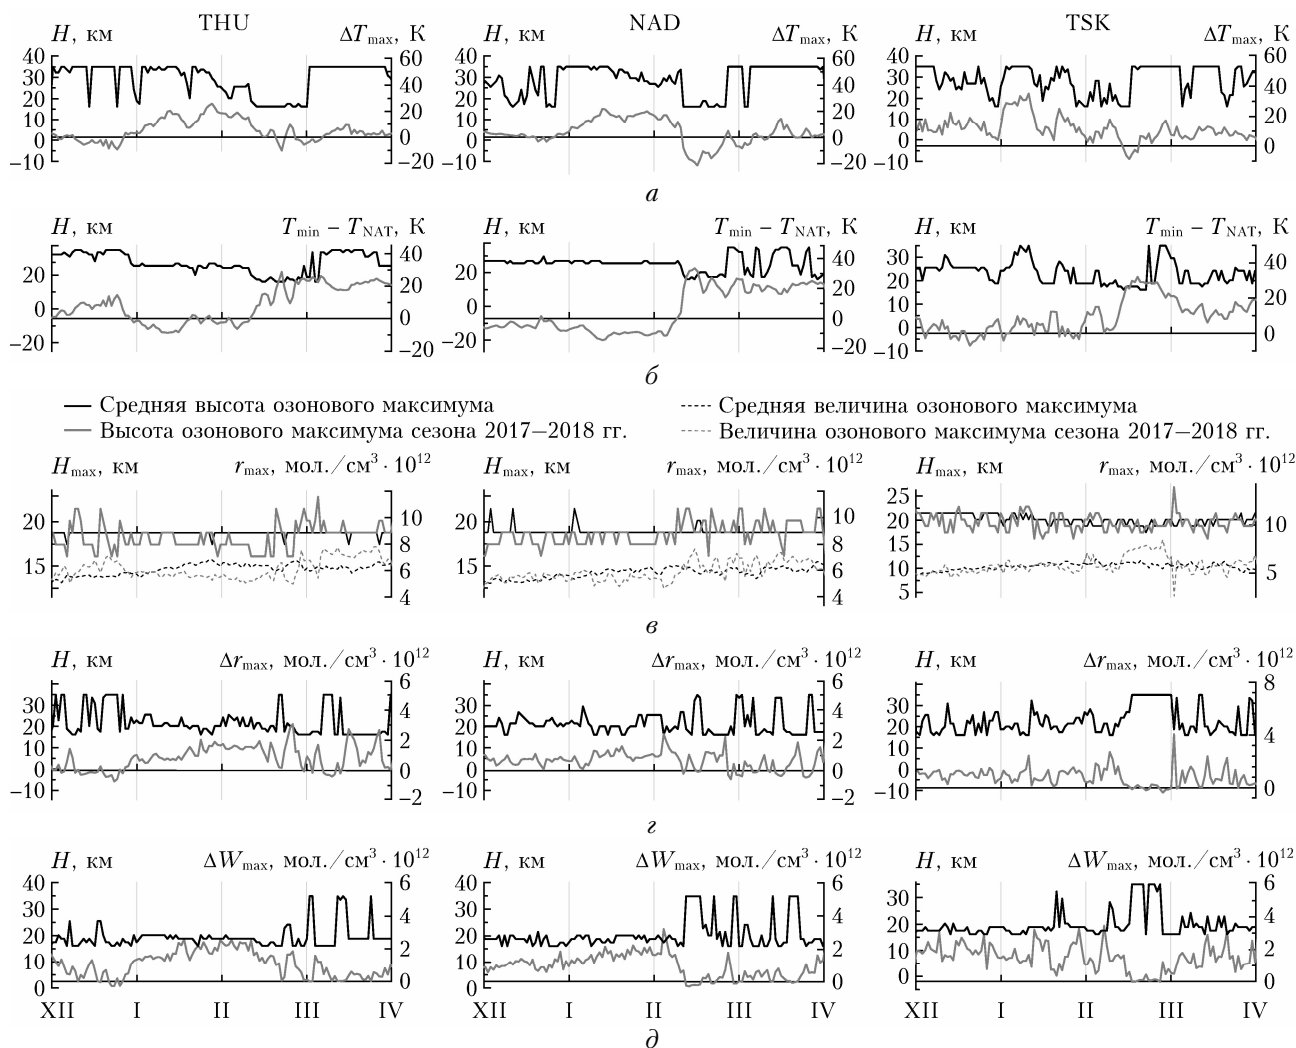 THU NAD TSK
H, км ΔTmax, К H, км ΔTmax, К H, км ΔTmax, К
40 60 40 60 40 60
30 40 30 40 30 40
20 20 20
10 20 10 20 10 20
0 0 0 0 0 0
−10 −20 −10 −20 −10
а
H, км Tmin − TNAT, К H, км Tmin − TNAT, К H, км Tmin − TNAT, К
40 40 30 40
20 20 20 20 20 20
10
0 0 0 0 0 0
−20 −20 −20 −20 −10
б
Средняя высота озонового максимума Средняя величина озонового максимума
Высота озонового максимума сезона 2017−2018 гг. Величина озонового максимума сезона 2017−2018 гг.
Hmax, км rmax, мол./см³ · 10¹² Hmax, км rmax, мол./см³ · 10¹² Hmax, км rmax, мол./см³ · 10¹²
25
20 10 20 10 20 10
8 8 15
15 6 15 6 10 5
4 4 5
в
H, км Δrmax, мол./см³ · 10¹² H, км Δrmax, мол./см³ · 10¹² H, км Δrmax, мол./см³ · 10¹²
6 6 8
30 4 30 4 30
20 20 20 4
10 2 10 2 10
0 0 0 0 0
−10 −2 −10 −2 −10 0
г
H, км ΔWmax, мол./см³ · 10¹² H, км ΔWmax, мол./см³ · 10¹² H, км ΔWmax, мол./см³ · 10¹²
40 6 40 6 6
30 4 30 4 30 4
20 2 20 2 20 2
10 10 10
0 0 0 0 0 0
XII I II III IV XII I II III IV XII I II III IV
д